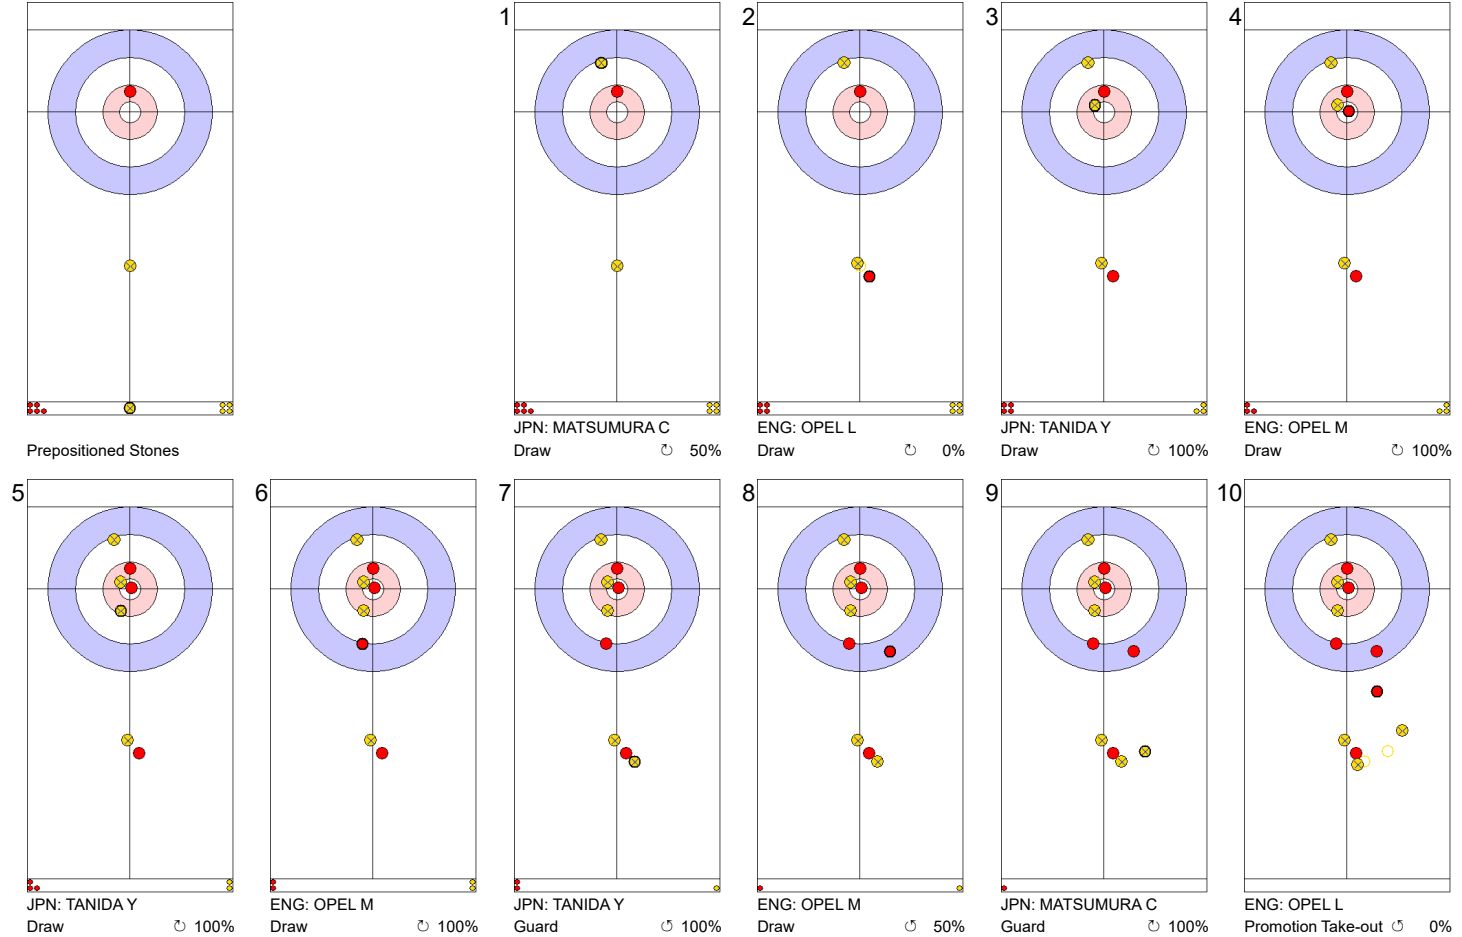 1
2
3
4
Prepositioned Stones
JPN: MATSUMURA C
Draw ↻ 50%
ENG: OPEL L
Draw ↻ 0%
JPN: TANIDA Y
Draw ↻ 100%
ENG: OPEL M
Draw ↻ 100%
5
6
7
8
9
10
JPN: TANIDA Y
Draw ↻ 100%
ENG: OPEL M
Draw ↻ 100%
JPN: TANIDA Y
Guard ↺ 100%
ENG: OPEL M
Draw ↺ 50%
JPN: MATSUMURA C
Guard ↻ 100%
ENG: OPEL L
Promotion Take-out ↺ 0%